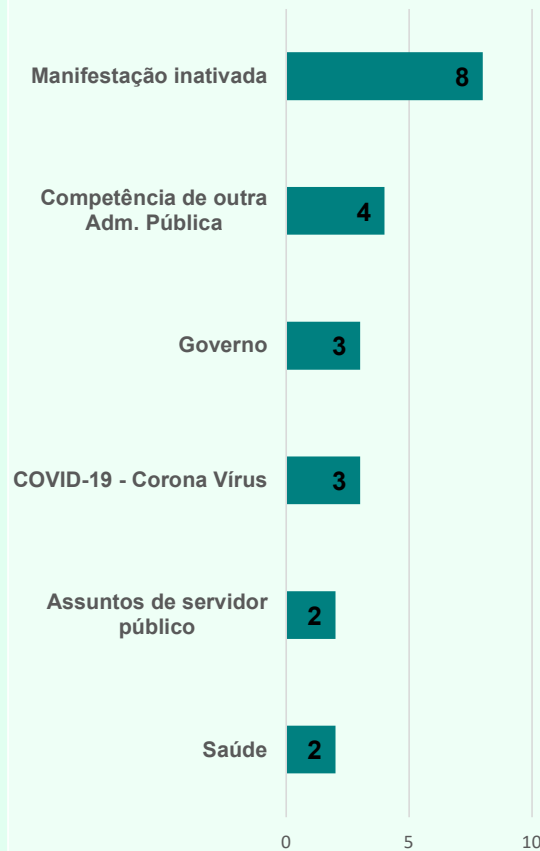 Manifestação inativada
8
Competência de outra
Adm. Pública
4
Governo
3
COVID-19 - Corona Vírus
3
Assuntos de servidor
público
2
Saúde
2
0 5 10